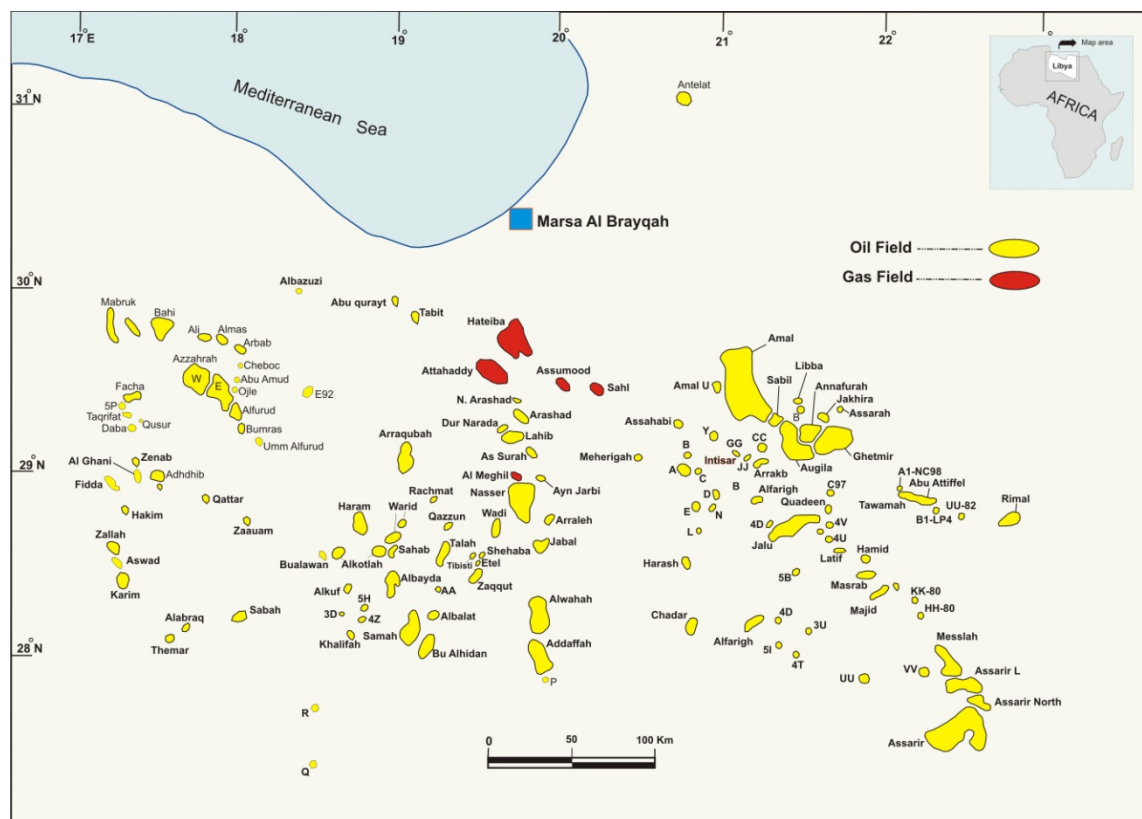 17 E
18
19
20
21
22
23
31 N
30 N
29 N
28 N
Mediterranean Sea
Map area
Libya
AFRICA
Antelat
Marsa Al Brayqah
Oil Field
Gas Field
Albazuzi
Abu qurayt
Tabit
Mabruk
Bahi
Ali
Almas
Arbab
Azzahrah
W
E
Cheboc
Abu Amud
Ojle
E92
Facha
5P
Taqrifat
Daba
Qusur
Alfurud
Bumras
Umm Alfurud
Hateiba
Attahaddy
Assumood
Sahl
N. Arashad
Arashad
Dur Narada
Lahib
As Surah
Arraqubah
Al Meghil
Nasser
Ayn Jarbi
Al Ghani
Zenab
Fidda
Adhdhib
Hakim
Qattar
Zaauam
Zallah
Aswad
Karim
Alabraq
Themar
Sabah
Haram
Warid
Rachmat
Qazzun
Wadi
Arraleh
Jabal
Bualawan
Alkotlah
Sahab
Talah
Tibisti
Shehaba
Etel
Zaqqut
Albayda
AA
Alkuf
5H
3D
4Z
Khalifah
Samah
Albalat
Bu Alhidan
Alwahah
Addaffah
P
R
Q
Amal
Amal U
Sabil
Libba
B
Annafurah
Jakhira
Assarah
Ghetmir
Augila
Assahabi
Y
Meherigah
B
A
C
Intisar
GG
JJ
CC
Arrakb
D
B
E
N
L
Alfarigh
Quadeen
C97
4D
4V
4U
Jalu
Latif
Hamid
Harash
5B
Masrab
Majid
A1-NC98
Abu Attiffel
Tawamah
UU-82
B1-LP4
Rimal
KK-80
HH-80
Chadar
Alfarigh
4D
3U
5I
4T
UU
VV
Messlah
Assarir L
Assarir North
Assarir
0 50 100 Km